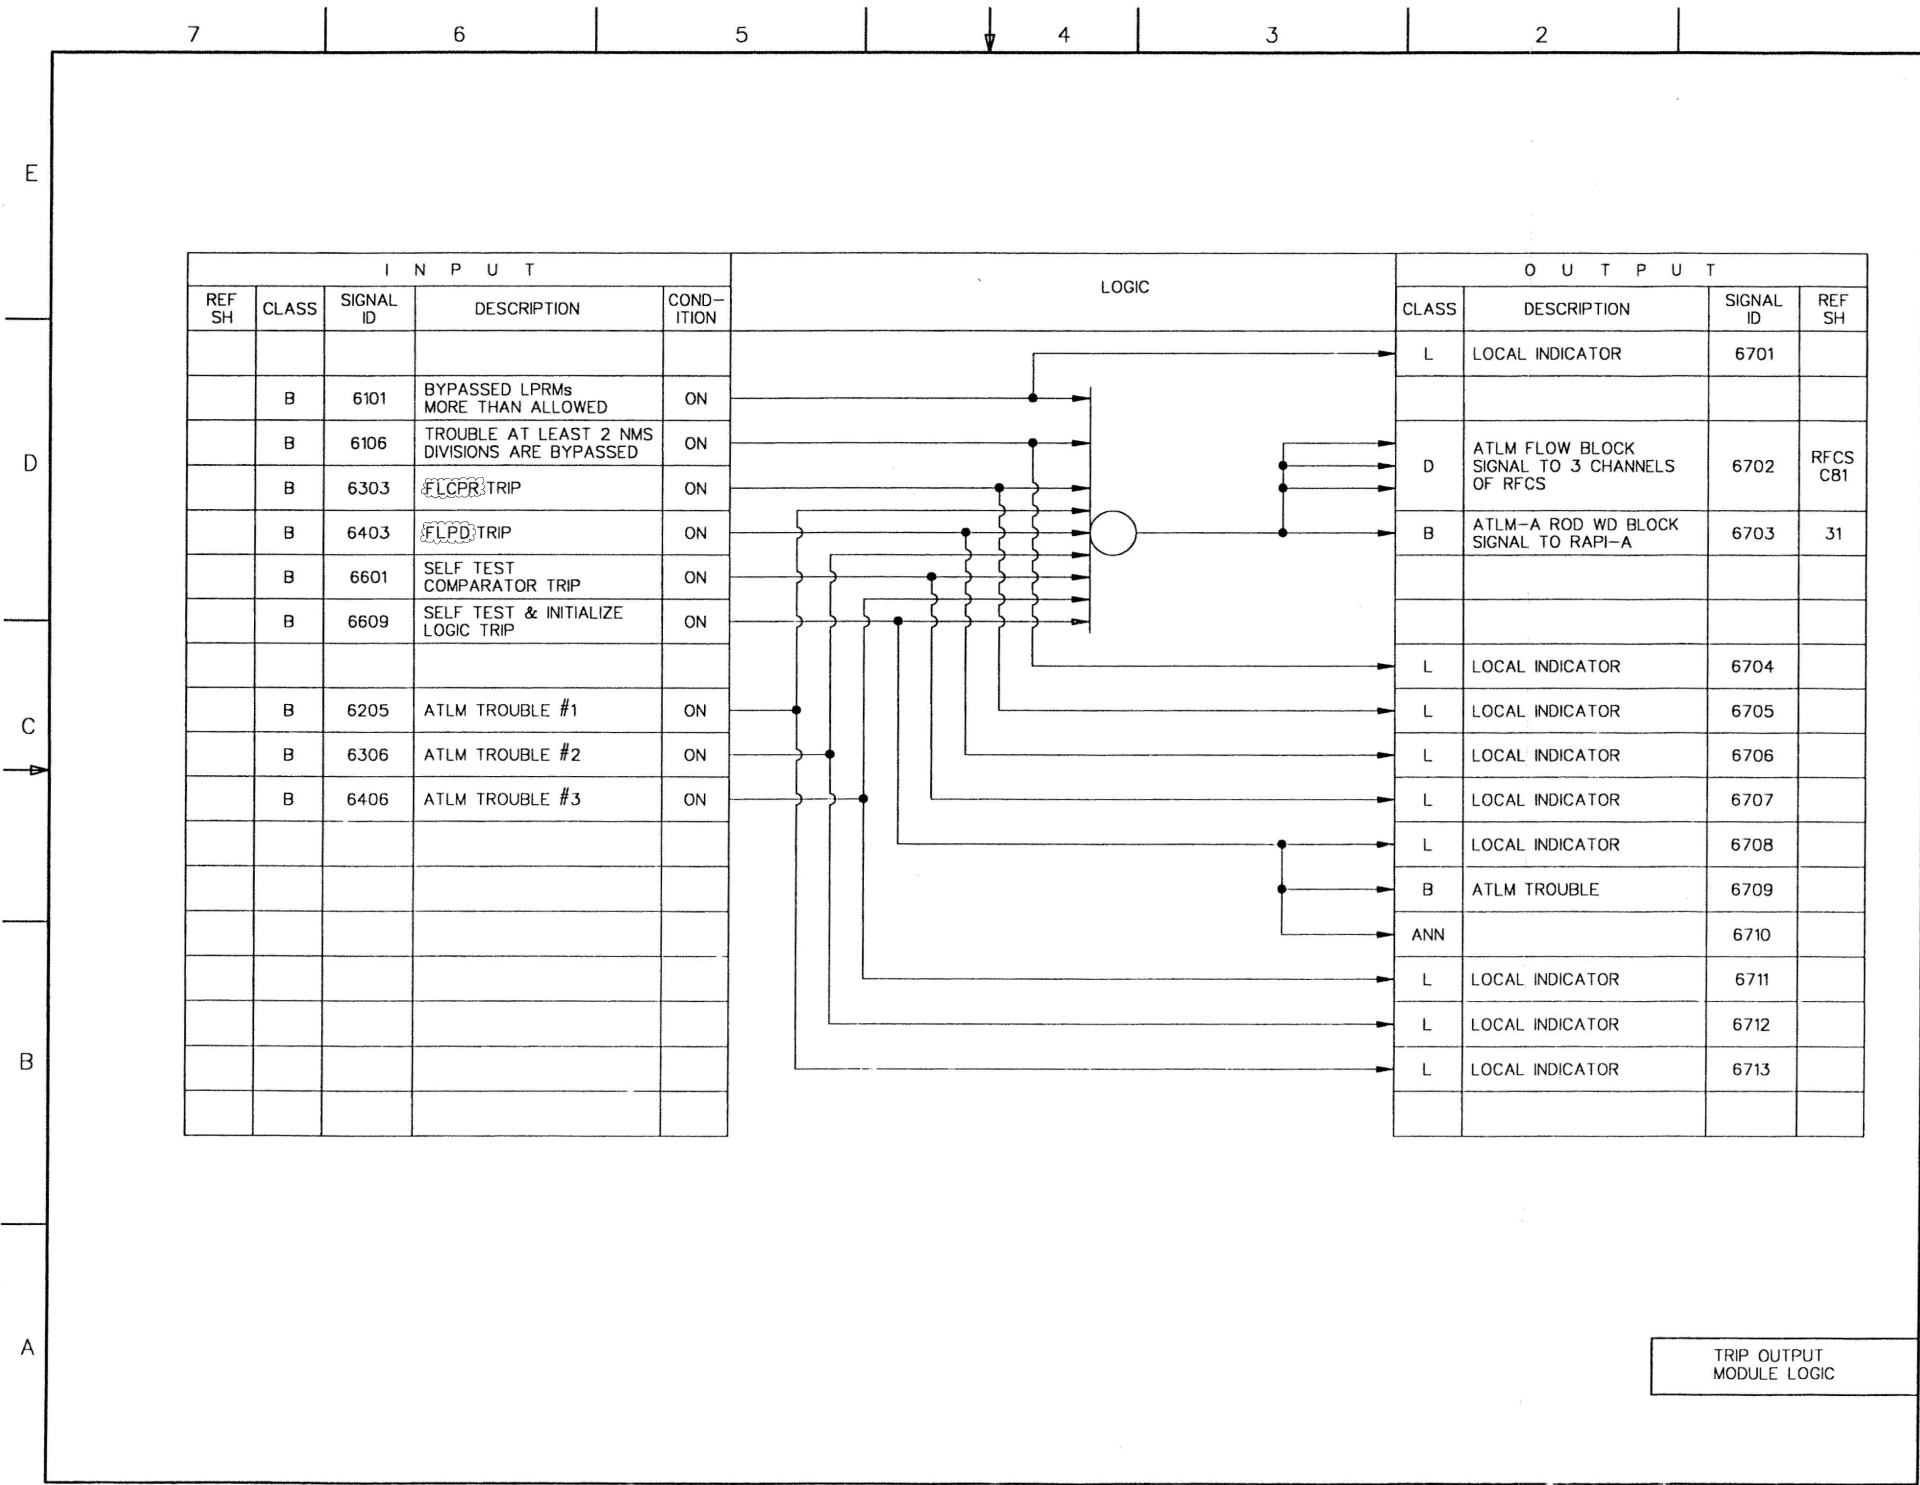 7 6 5 4 3 2
E
D
C
B
A
I N P U T
LOGIC
O U T P U T
REF SH
CLASS
SIGNAL ID
DESCRIPTION
COND-ITION
CLASS
DESCRIPTION
SIGNAL ID
REF SH
L LOCAL INDICATOR 6701
B 6101 BYPASSED LPRMs
MORE THAN ALLOWED ON
B 6106 TROUBLE AT LEAST 2 NMS
DIVISIONS ARE BYPASSED ON
D ATLM FLOW BLOCK
SIGNAL TO 3 CHANNELS
OF RFCS 6702 RFCS
C81
B 6303 FLCPR TRIP ON
B 6403 FLPD TRIP ON
B ATLM-A ROD WD BLOCK
SIGNAL TO RAPI-A 6703 31
B 6601 SELF TEST
COMPARATOR TRIP ON
B 6609 SELF TEST & INITIALIZE
LOGIC TRIP ON
L LOCAL INDICATOR 6704
B 6205 ATLM TROUBLE #1 ON
L LOCAL INDICATOR 6705
B 6306 ATLM TROUBLE #2 ON
L LOCAL INDICATOR 6706
B 6406 ATLM TROUBLE #3 ON
L LOCAL INDICATOR 6707
L LOCAL INDICATOR 6708
B ATLM TROUBLE 6709
ANN 6710
L LOCAL INDICATOR 6711
L LOCAL INDICATOR 6712
L LOCAL INDICATOR 6713
TRIP OUTPUT
MODULE LOGIC